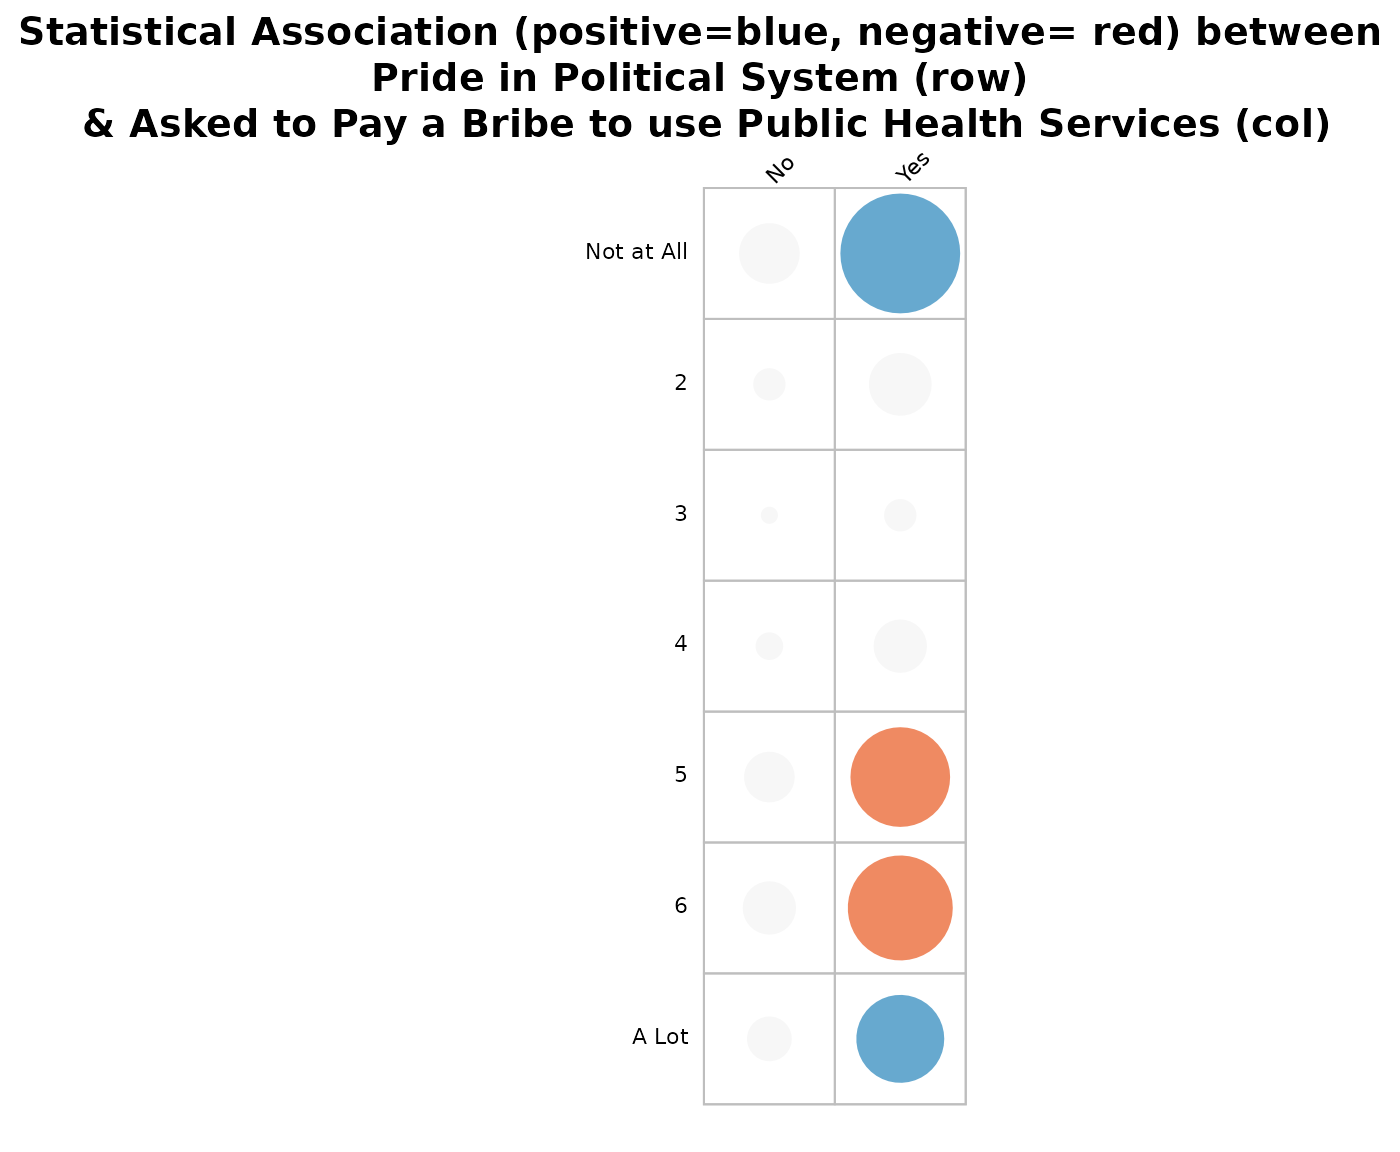 Statistical Association (positive=blue, negative= red) between
Pride in Political System (row)
& Asked to Pay a Bribe to use Public Health Services (col)
No
Yes
Not at All
2
3
4
5
6
A Lot